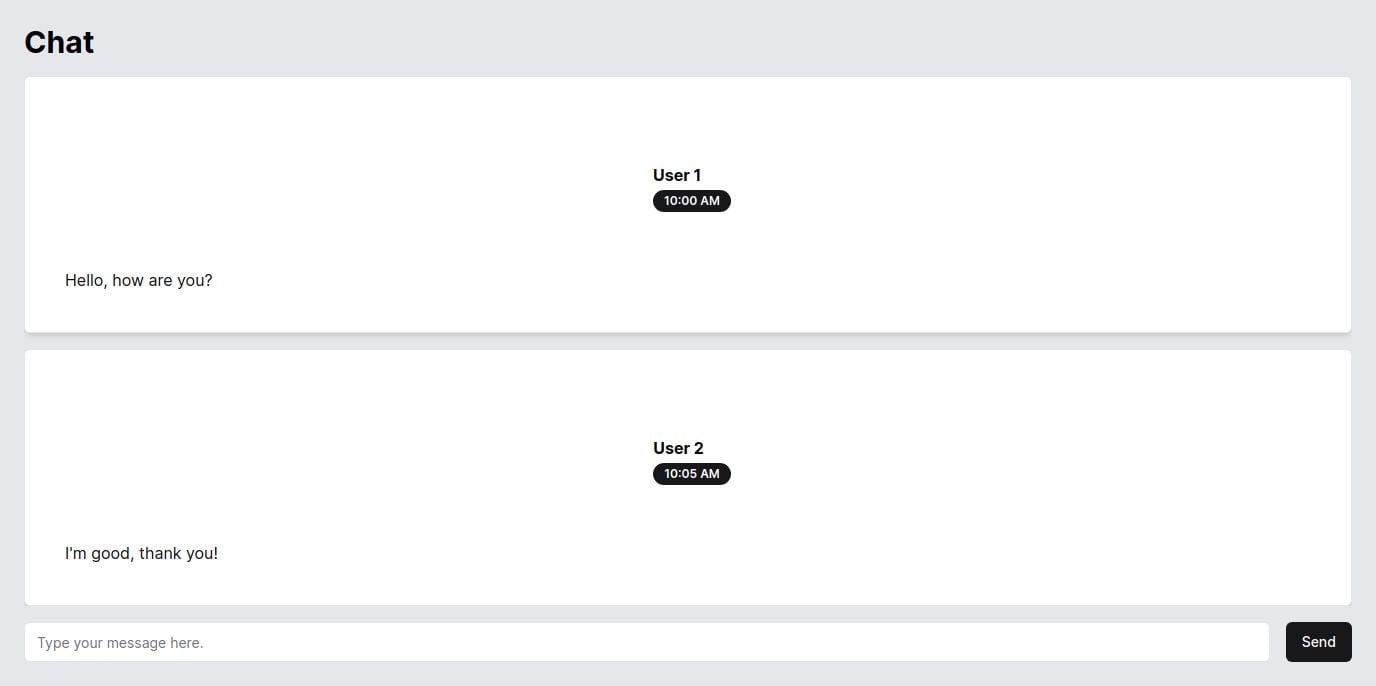 Chat
User 1
10:00 AM
Hello, how are you?
User 2
10:05 AM
I'm good, thank you!
Type your message here.
Send